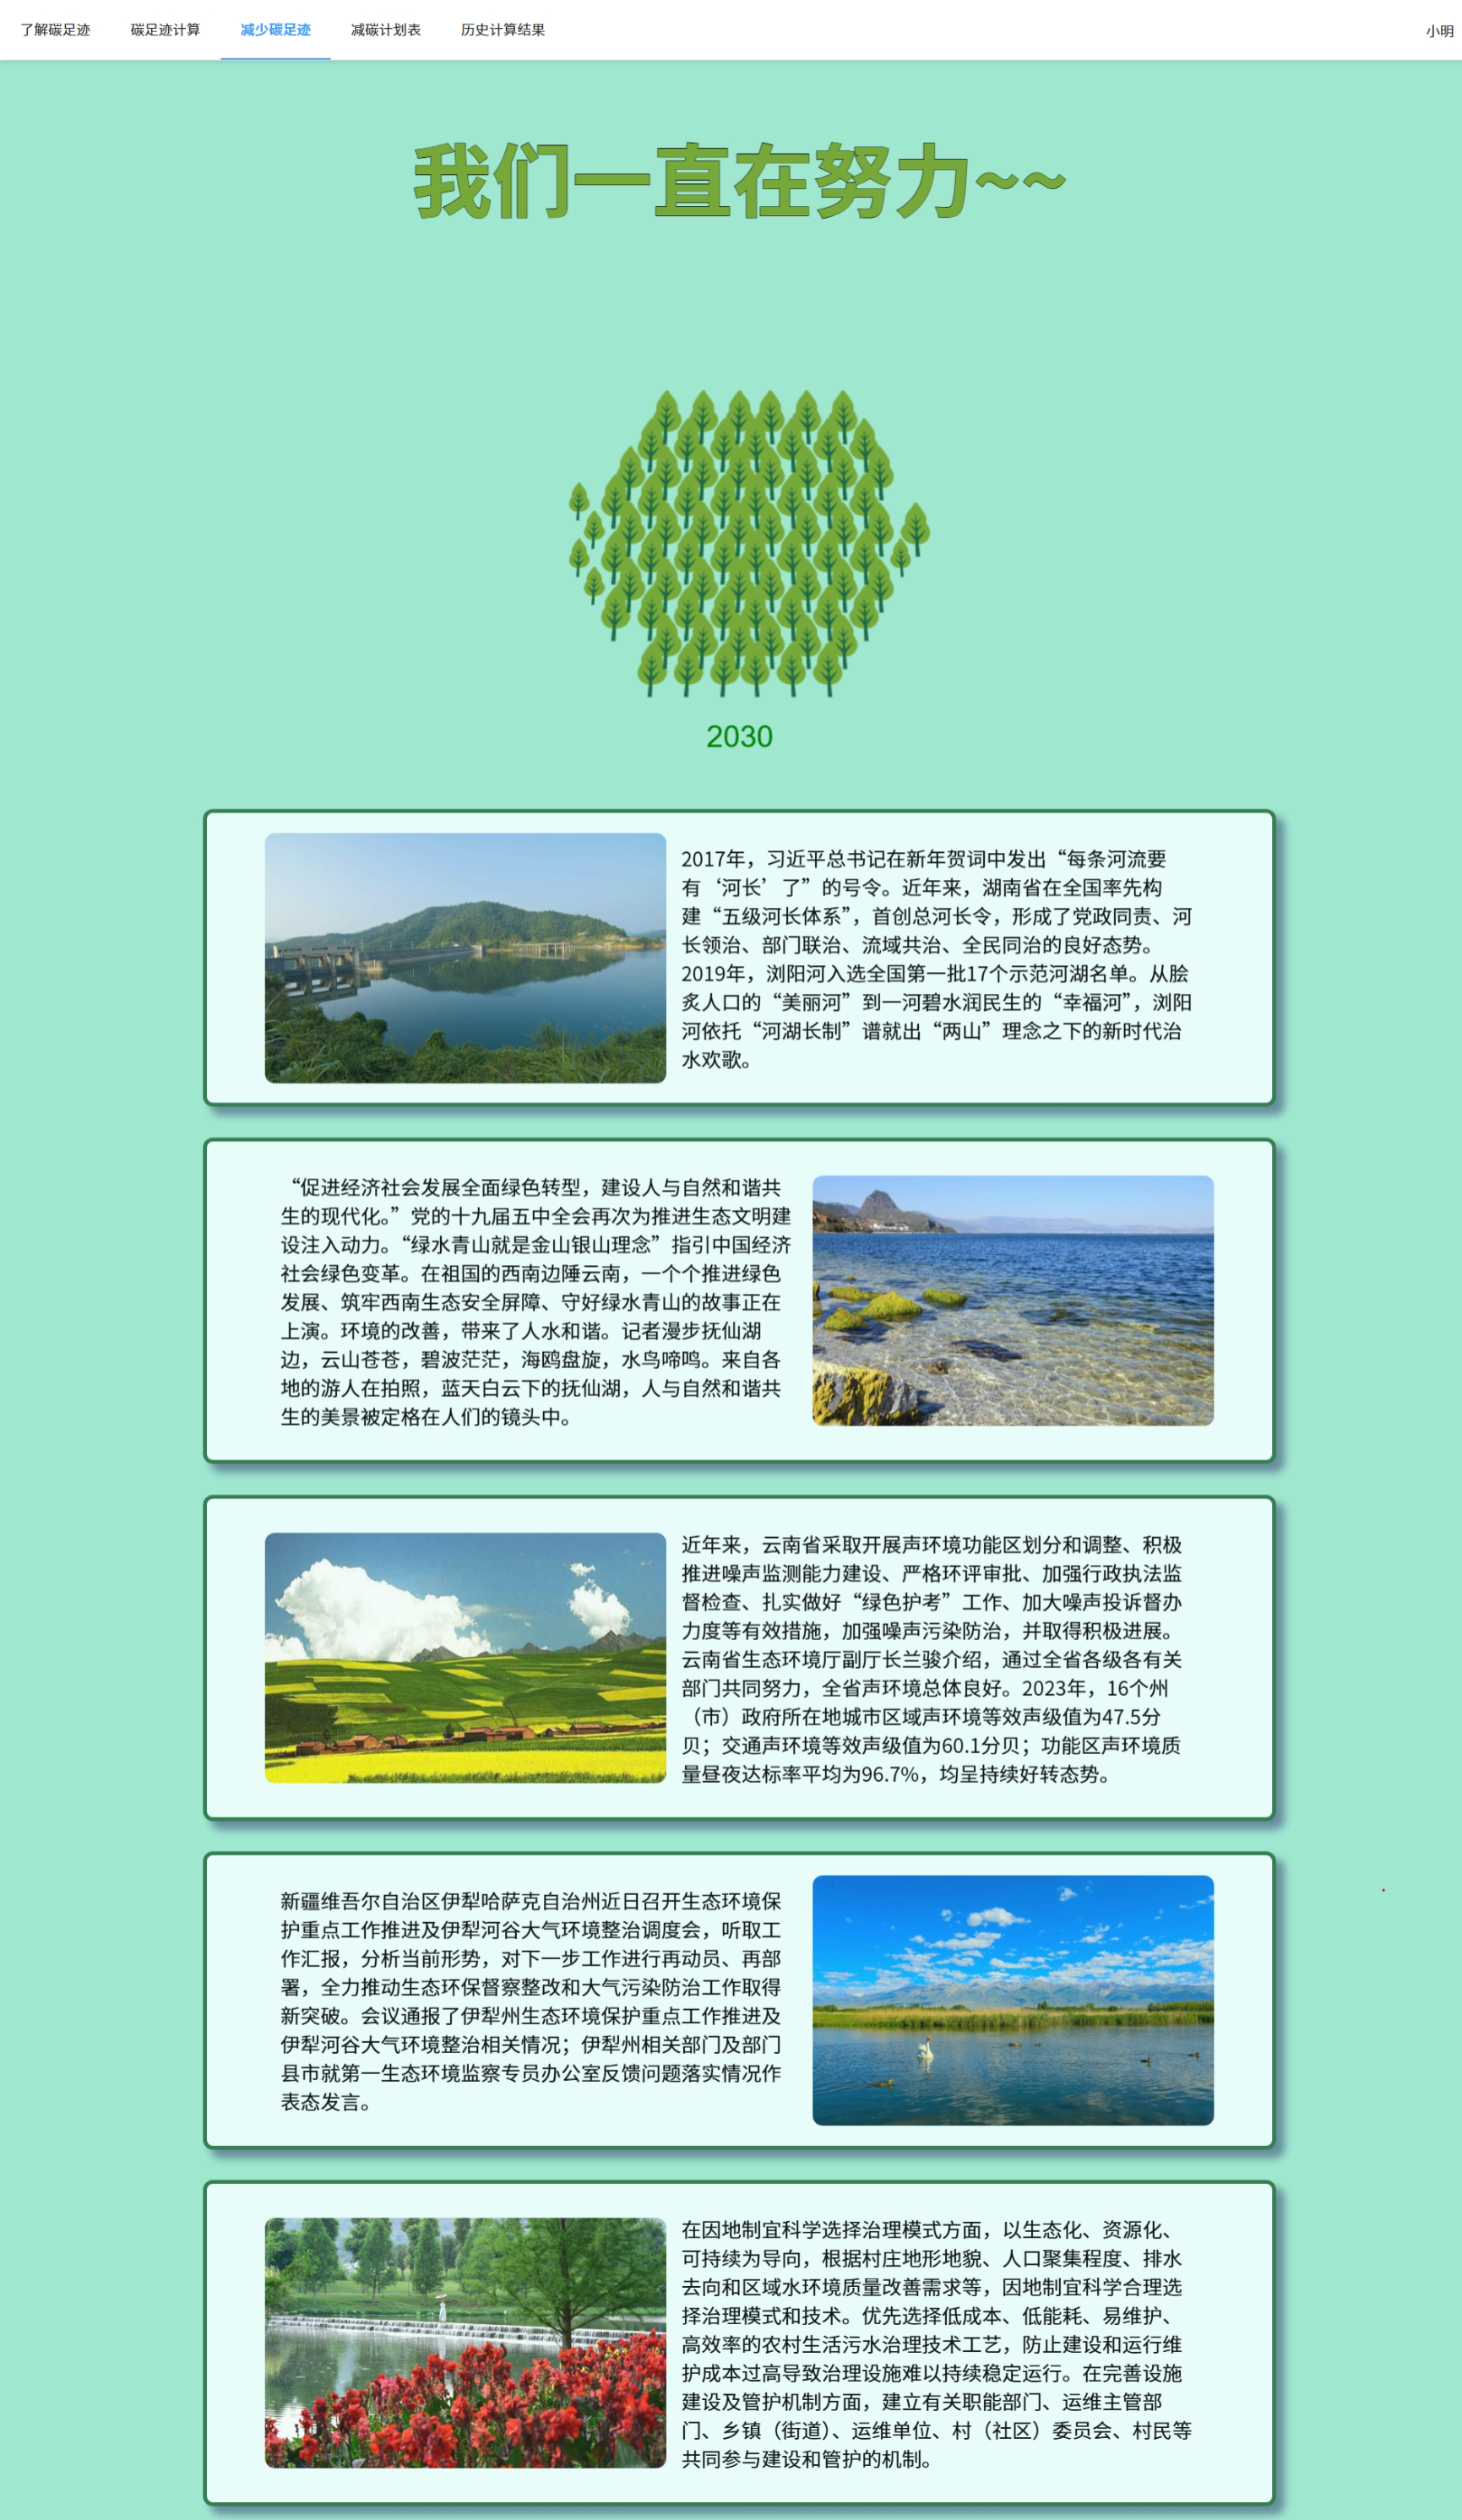 了解碳足迹
碳足迹计算
减少碳足迹
减碳计划表
历史计算结果
小明
我们一直在努力~~
2030
2017年，习近平总书记在新年贺词中发出“每条河流要
有‘河长’了”的号令。近年来，湖南省在全国率先构
建“五级河长体系”，首创总河长令，形成了党政同责、河
长领治、部门联治、流域共治、全民同治的良好态势。
2019年，浏阳河入选全国第一批17个示范河湖名单。从脍
炙人口的“美丽河”到一河碧水润民生的“幸福河”，浏阳
河依托“河湖长制”谱就出“两山”理念之下的新时代治
水欢歌。
“促进经济社会发展全面绿色转型，建设人与自然和谐共
生的现代化。”党的十九届五中全会再次为推进生态文明建
设注入动力。“绿水青山就是金山银山理念”指引中国经济
社会绿色变革。在祖国的西南边陲云南，一个个推进绿色
发展、筑牢西南生态安全屏障、守好绿水青山的故事正在
上演。环境的改善，带来了人水和谐。记者漫步抚仙湖
边，云山苍苍，碧波茫茫，海鸥盘旋，水鸟啼鸣。来自各
地的游人在拍照，蓝天白云下的抚仙湖，人与自然和谐共
生的美景被定格在人们的镜头中。
近年来，云南省采取开展声环境功能区划分和调整、积极
推进噪声监测能力建设、严格环评审批、加强行政执法监
督检查、扎实做好“绿色护考”工作、加大噪声投诉督办
力度等有效措施，加强噪声污染防治，并取得积极进展。
云南省生态环境厅副厅长兰骏介绍，通过全省各级各有关
部门共同努力，全省声环境总体良好。2023年，16个州
（市）政府所在地城市区域声环境等效声级值为47.5分
贝；交通声环境等效声级值为60.1分贝；功能区声环境质
量昼夜达标率平均为96.7%，均呈持续好转态势。
新疆维吾尔自治区伊犁哈萨克自治州近日召开生态环境保
护重点工作推进及伊犁河谷大气环境整治调度会，听取工
作汇报，分析当前形势，对下一步工作进行再动员、再部
署，全力推动生态环保督察整改和大气污染防治工作取得
新突破。会议通报了伊犁州生态环境保护重点工作推进及
伊犁河谷大气环境整治相关情况；伊犁州相关部门及部门
县市就第一生态环境监察专员办公室反馈问题落实情况作
表态发言。
在因地制宜科学选择治理模式方面，以生态化、资源化、
可持续为导向，根据村庄地形地貌、人口聚集程度、排水
去向和区域水环境质量改善需求等，因地制宜科学合理选
择治理模式和技术。优先选择低成本、低能耗、易维护、
高效率的农村生活污水治理技术工艺，防止建设和运行维
护成本过高导致治理设施难以持续稳定运行。在完善设施
建设及管护机制方面，建立有关职能部门、运维主管部
门、乡镇（街道）、运维单位、村（社区）委员会、村民等
共同参与建设和管护的机制。